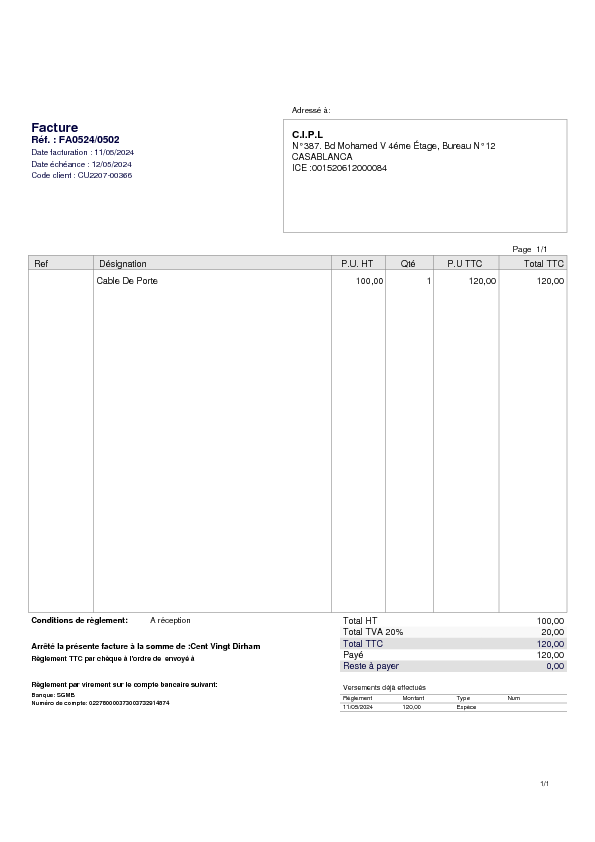 Adressé à:
Facture
Réf. : FA0524/0502
Date facturation : 11/05/2024
Date échéance : 12/05/2024
Code client : CU2207-00366
C.I.P.L
N°387. Bd Mohamed V 4éme Étage, Bureau N°12
CASABLANCA
ICE :001520612000084
Page 1/1
Ref Désignation P.U. HT Qté P.U TTC Total TTC
Cable De Porte 100,00 1 120,00 120,00
Conditions de règlement: A réception
Total HT 100,00
Total TVA 20% 20,00
Total TTC 120,00
Payé 120,00
Reste à payer 0,00
Arrêté la présente facture à la somme de :Cent Vingt Dirham
Règlement TTC par chèque à l'ordre de envoyé à
Règlement par virement sur le compte bancaire suivant:
Banque: SGMB
Numéro de compte:
Versements déjà effectués
Règlement Montant Type Num
11/05/2024 120,00 Espèce
1/1